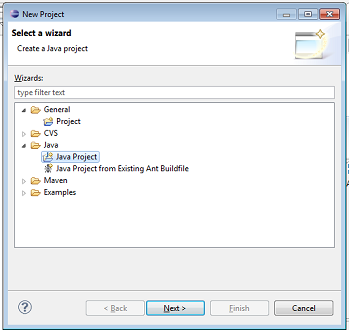 New Project
Select a wizard
Create a Java project
Wizards:
type filter text
General
Project
CVS
Java
Java Project
Java Project from Existing Ant Buildfile
Maven
Examples
? < Back Next > Finish Cancel